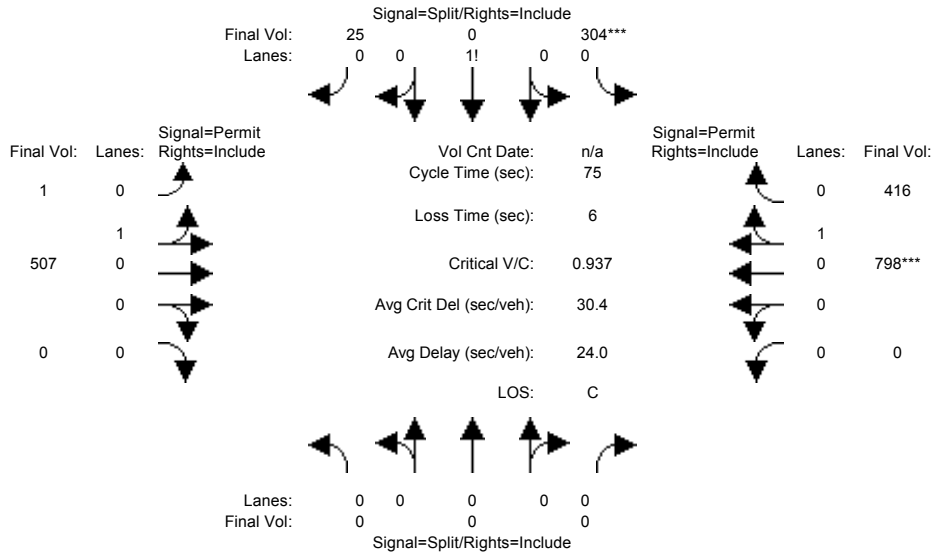 Signal=Split/Rights=Include
Final Vol: 25 0 304***
Lanes: 0 0 1! 0 0
Signal=Permit Signal=Permit
Final Vol: Lanes: Rights=Include Vol Cnt Date: n/a Rights=Include Lanes: Final Vol:
Cycle Time (sec): 75
1 0 0 416
Loss Time (sec): 6
1 1
507 0 Critical V/C: 0.937 0 798***
0 Avg Crit Del (sec/veh): 30.4 0
0 0 Avg Delay (sec/veh): 24.0 0 0
LOS: C
Lanes: 0 0 0 0 0
Final Vol: 0 0 0
Signal=Split/Rights=Include